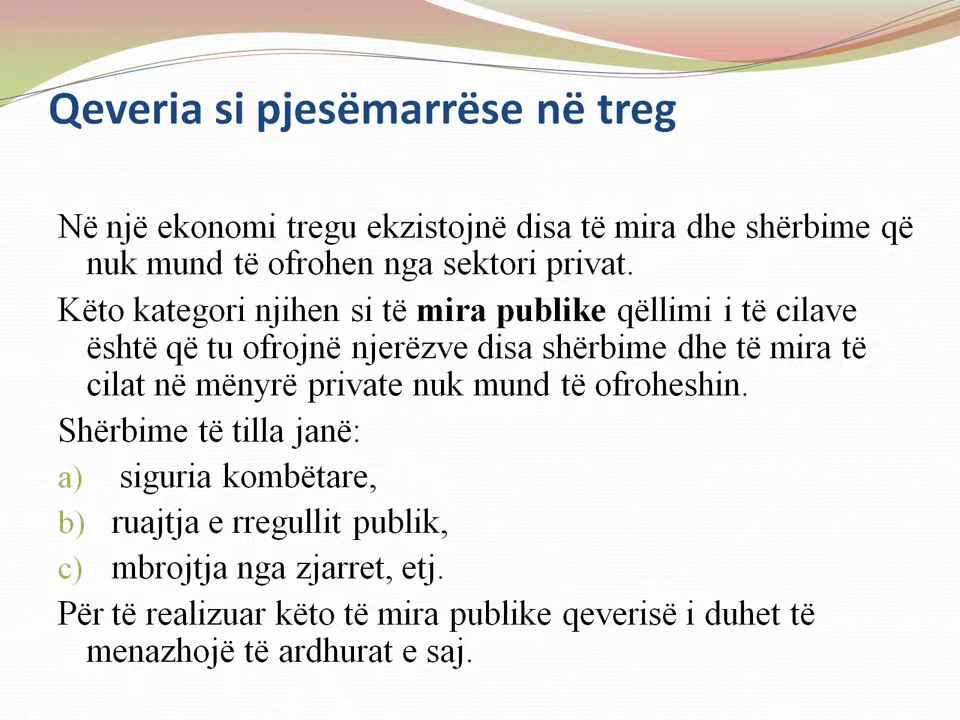 Qeveria si pjesëmarrëse në treg
Në një ekonomi tregu ekzistojnë disa të mira dhe shërbime që
nuk mund të ofrohen nga sektori privat.
Këto kategori njihen si të mira publike qëllimi i të cilave
është që tu ofrojnë njerëzve disa shërbime dhe të mira të
cilat në mënyrë private nuk mund të ofroheshin.
Shërbime të tilla janë:
a) siguria kombëtare,
b) ruajtja e rregullit publik,
c) mbrojtja nga zjarret, etj.
Për të realizuar këto të mira publike qeverisë i duhet të
menazhojë të ardhurat e saj.